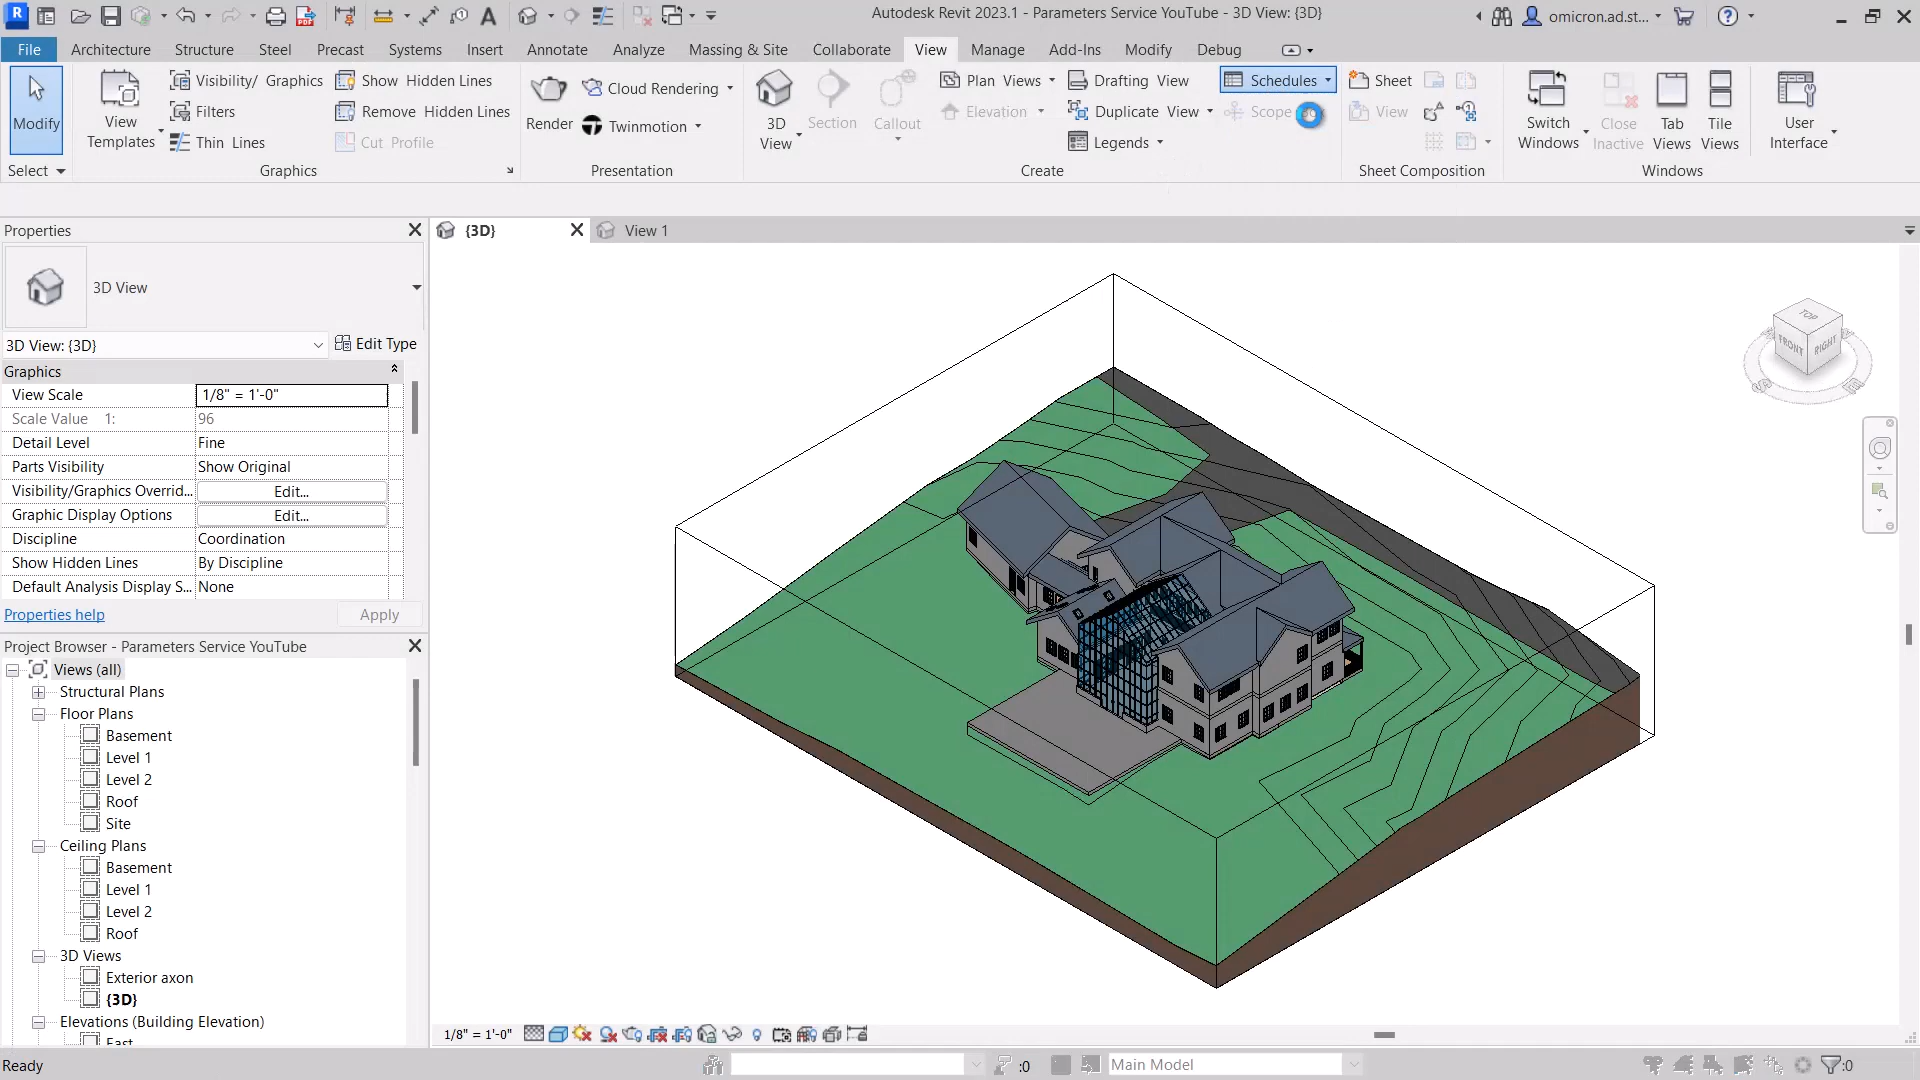 Autodesk Revit 2023.1 - Parameters Service YouTube - 3D View: {3D}
omicron.ad.st...
File Architecture Structure Steel Precast Systems Insert Annotate Analyze Massing & Site Collaborate View Manage Add-Ins Modify Debug
Modify
View Templates
Visibility/ Graphics
Filters
Thin Lines
Show Hidden Lines
Remove Hidden Lines
Cut Profile
Render
Cloud Rendering
Twinmotion
3D View
Section
Callout
Plan Views
Elevation
Drafting View
Duplicate View
Legends
Schedules
Scope
Sheet
View
Switch Windows
Close Inactive
Tab Views
Tile Views
User Interface
Select
Graphics
Presentation
Create
Sheet Composition
Windows
Properties
{3D}
View 1
3D View
3D View: {3D}
Edit Type
Graphics
View Scale 1/8" = 1'-0"
Scale Value 1: 96
Detail Level Fine
Parts Visibility Show Original
Visibility/Graphics Overrid... Edit...
Graphic Display Options Edit...
Discipline Coordination
Show Hidden Lines By Discipline
Default Analysis Display S... None
Properties help Apply
Project Browser - Parameters Service YouTube
Views (all)
Structural Plans
Floor Plans
Basement
Level 1
Level 2
Roof
Site
Ceiling Plans
Basement
Level 1
Level 2
Roof
3D Views
Exterior axon
{3D}
Elevations (Building Elevation)
East
TOP
FRONT
RIGHT
S
E
1/8" = 1'-0"
Ready
:0
Main Model
:0